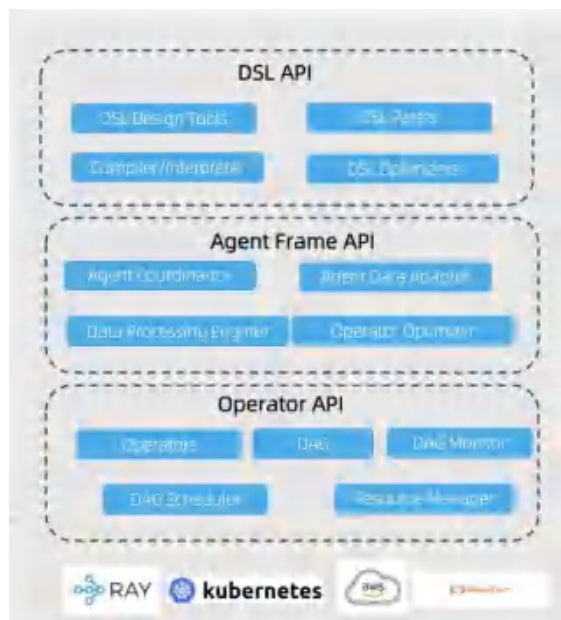 DSL API
DSL Design Tools
DSL Parser
Compiler/Interpreter
DSL Optimizers
Agent Frame API
Agent Coordinator
Agent Data Adapter
Data Processing Enginer
Operator Optimizer
Operator API
Operators
DAG
DAG Monitor
DAG Scheduler
Resource Manager
RAY
kubernetes
aws